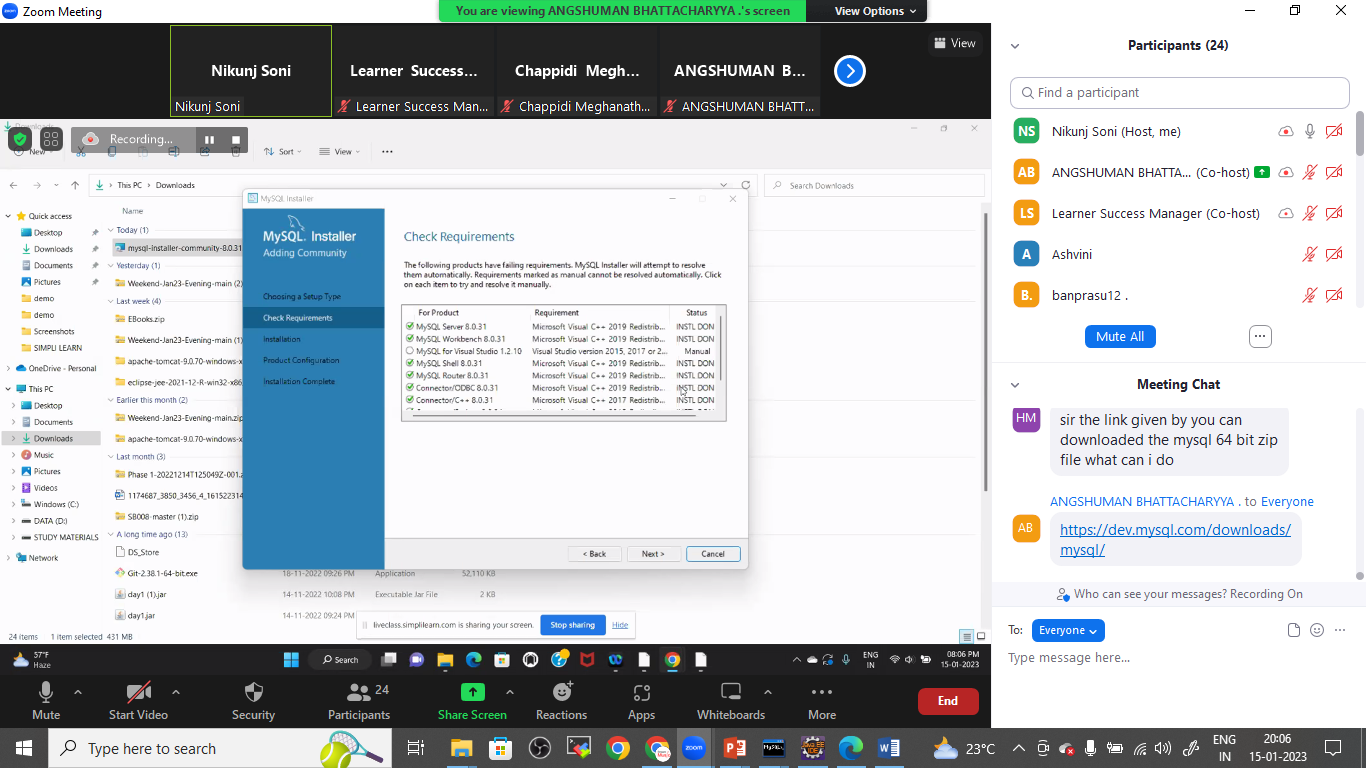 Zoom Meeting
You are viewing ANGSHUMAN BHATTACHARYYA .'s screen
View Options
Nikunj Soni
Nikunj Soni
Learner Success...
Learner Success Man...
Chappidi Megh...
Chappidi Meghanath...
ANGSHUMAN B...
ANGSHUMAN BHATT...
View
Recording...
New
Sort
View
This PC > Downloads
Search Downloads
Quick access
Desktop
Downloads
Documents
Pictures
demo
demo
Screenshots
SIMPLI LEARN
OneDrive - Personal
This PC
Desktop
Documents
Downloads
Music
Pictures
Videos
Windows (C:)
DATA (D:)
STUDY MATERIALS
Network
Name
Today (1)
mysql-installer-community-8.0.31
Yesterday (1)
Weekend-Jan23-Evening-main (2)
Last week (4)
EBooks.zip
Weekend-Jan23-Evening-main (1)
apache-tomcat-9.0.70-windows-x
eclipse-jee-2021-12-R-win32-x86
Earlier this month (2)
Weekend-Jan23-Evening-main.zip
apache-tomcat-9.0.70-windows-x
Last month (3)
Phase 1-20221214T125049Z-001.z
1174687_3850_3456_4_161522314
SB008-master (1).zip
A long time ago (13)
DS_Store
Git-2.38.1-64-bit.exe 18-11-2022 09:26 PM Application 52,110 KB
day1 (1).jar 14-11-2022 10:08 PM Executable Jar File 2 KB
day1.jar 14-11-2022 09:24 PM
24 items 1 item selected 431 MB
MySQL Installer
MySQL. Installer
Adding Community
Choosing a Setup Type
Check Requirements
Installation
Product Configuration
Installation Complete
Check Requirements
The following products have failing requirements. MySQL Installer will attempt to resolve
them automatically. Requirements marked as manual cannot be resolved automatically. Click
on each item to try and resolve it manually.
For Product Requirement Status
MySQL Server 8.0.31 Microsoft Visual C++ 2019 Redistrib... INSTL DON
MySQL Workbench 8.0.31 Microsoft Visual C++ 2019 Redistrib... INSTL DON
MySQL for Visual Studio 1.2.10 Visual Studio version 2015, 2017 or 2... Manual
MySQL Shell 8.0.31 Microsoft Visual C++ 2019 Redistrib... INSTL DON
MySQL Router 8.0.31 Microsoft Visual C++ 2019 Redistrib... INSTL DON
Connector/ODBC 8.0.31 Microsoft Visual C++ 2019 Redistrib... INSTL DON
Connector/C++ 8.0.31 Microsoft Visual C++ 2017 Redistrib... INSTL DON
< Back
Next >
Cancel
liveclass.simplilearn.com is sharing your screen.
Stop sharing
Hide
57°F
Haze
Search
ENG
IN
08:06 PM
15-01-2023
Mute
Start Video
Security
24
Participants
Share Screen
Reactions
Apps
Whiteboards
More
End
Participants (24)
Find a participant
NS Nikunj Soni (Host, me)
AB ANGSHUMAN BHATTA... (Co-host)
LS Learner Success Manager (Co-host)
A Ashvini
B. banprasu12 .
Mute All
Meeting Chat
HM
sir the link given by you can
downloaded the mysql 64 bit zip
file what can i do
ANGSHUMAN BHATTACHARYYA . to Everyone
AB
https://dev.mysql.com/downloads/
mysql/
Who can see your messages? Recording On
To: Everyone
Type message here...
Type here to search
23°C
ENG
IN
20:06
15-01-2023